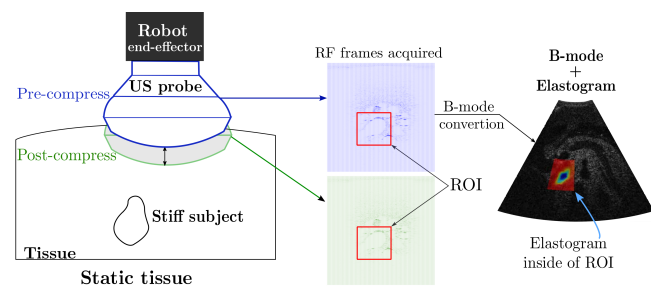 Robot
end-effector
US probe
Pre-compress
Post-compress
Stiff subject
Tissue
Static tissue
RF frames acquired
ROI
B-mode
convertion
B-mode
+
Elastogram
Elastogram
inside of ROI